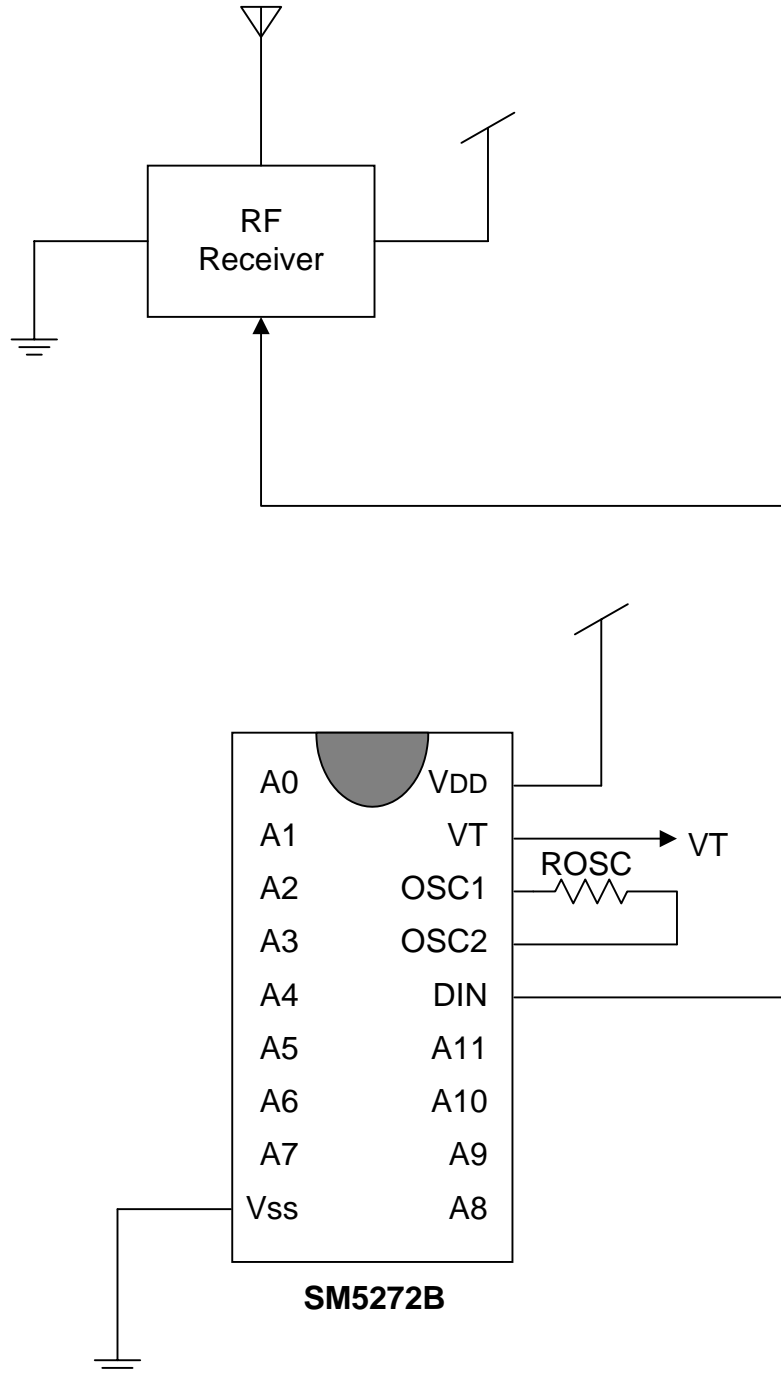 RF
Receiver
A0 VDD
A1 VT VT
ROSC
A2 OSC1
A3 OSC2
A4 DIN
A5 A11
A6 A10
A7 A9
Vss A8
SM5272B